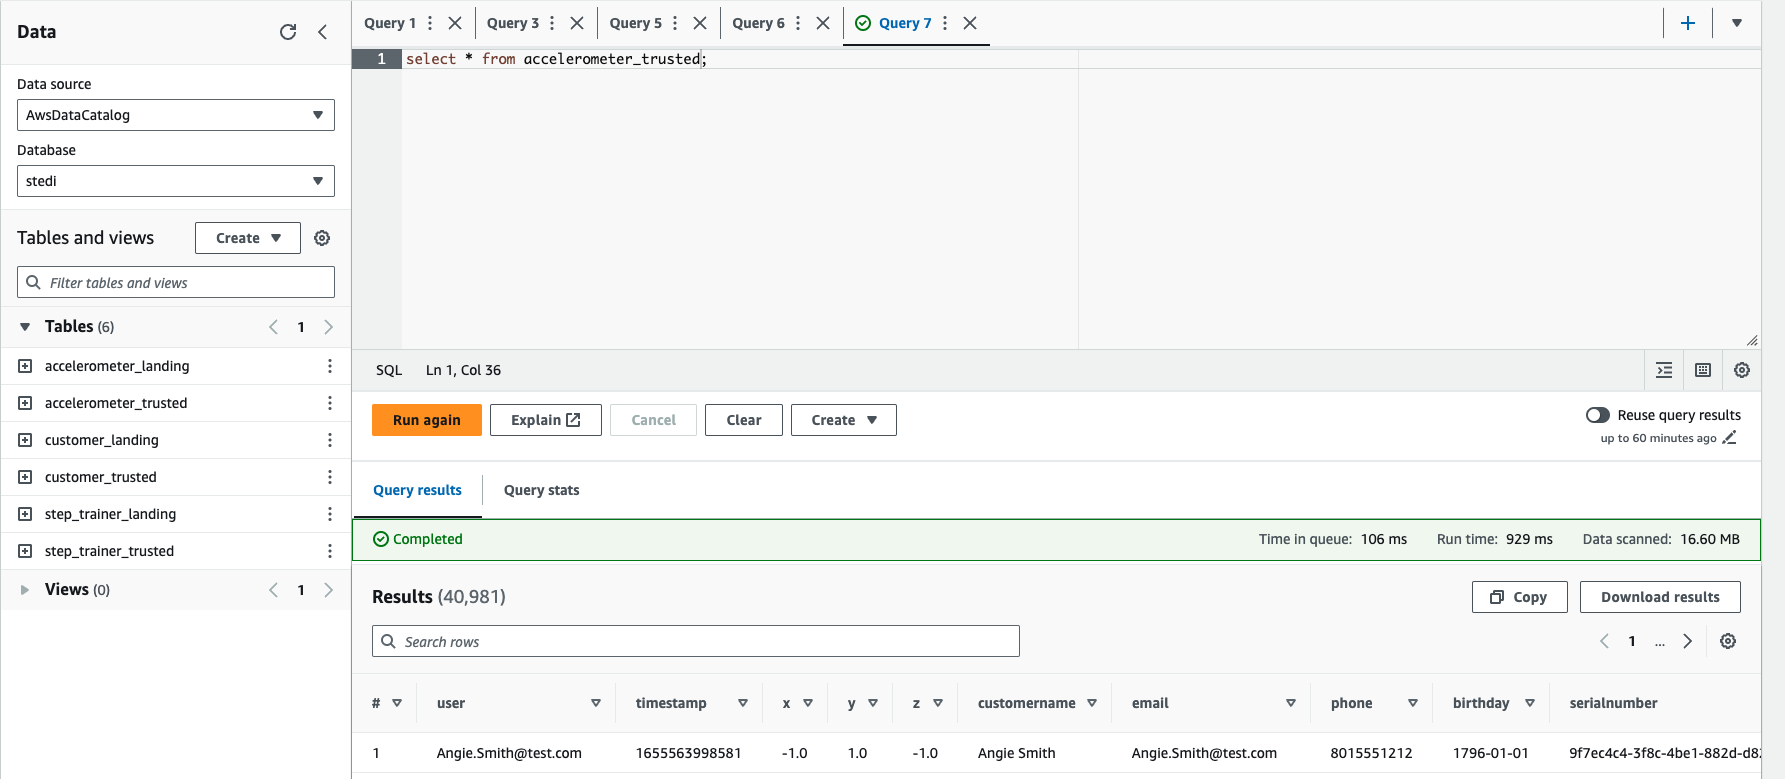 Data
Data source
AwsDataCatalog
Database
stedi
Tables and views
Create
Filter tables and views
Tables (6)
1
accelerometer_landing
accelerometer_trusted
customer_landing
customer_trusted
step_trainer_landing
step_trainer_trusted
Views (0)
1
Query 1
Query 3
Query 5
Query 6
Query 7
1 select * from accelerometer_trusted;
SQL Ln 1, Col 36
Run again
Explain
Cancel
Clear
Create
Reuse query results
up to 60 minutes ago
Query results
Query stats
Completed
Time in queue: 106 ms Run time: 929 ms Data scanned: 16.60 MB
Results (40,981)
Copy
Download results
Search rows
1 ...
# user timestamp x y z customername email phone birthday serialnumber
1 Angie.Smith@test.com 1655563998581 -1.0 1.0 -1.0 Angie Smith Angie.Smith@test.com 8015551212 1796-01-01 9f7ec4c4-3f8c-4be1-882d-d8